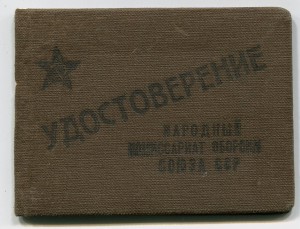 УДОСТОВЕРЕНИЕ
НАРОДНЫЙ
КОМИССАРИАТ ОБОРОНЫ
СОЮЗА ССР